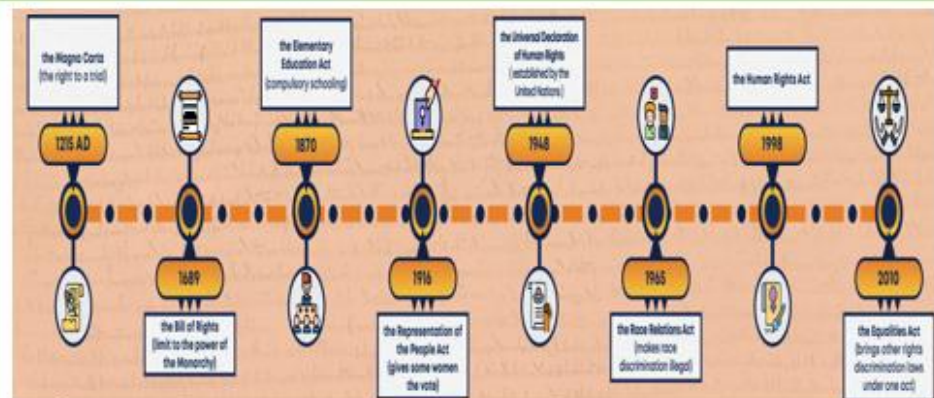 the Magna Carta
(the right to a trial)
1215 AD
1689
the Bill of Rights
(limit to the power of
the Monarchy)
the Elementary
Education Act
(compulsory schooling)
1870
1916
the Representation of
the People Act
(gives some women
the vote)
the Universal Declaration
of Human Rights
( established by the
United Nations )
1948
1965
the Race Relations Act
(makes race
discrimination illegal)
the Human Rights Act
1998
2010
the Equalities Act
(brings other rights
discrimination laws
under one act)